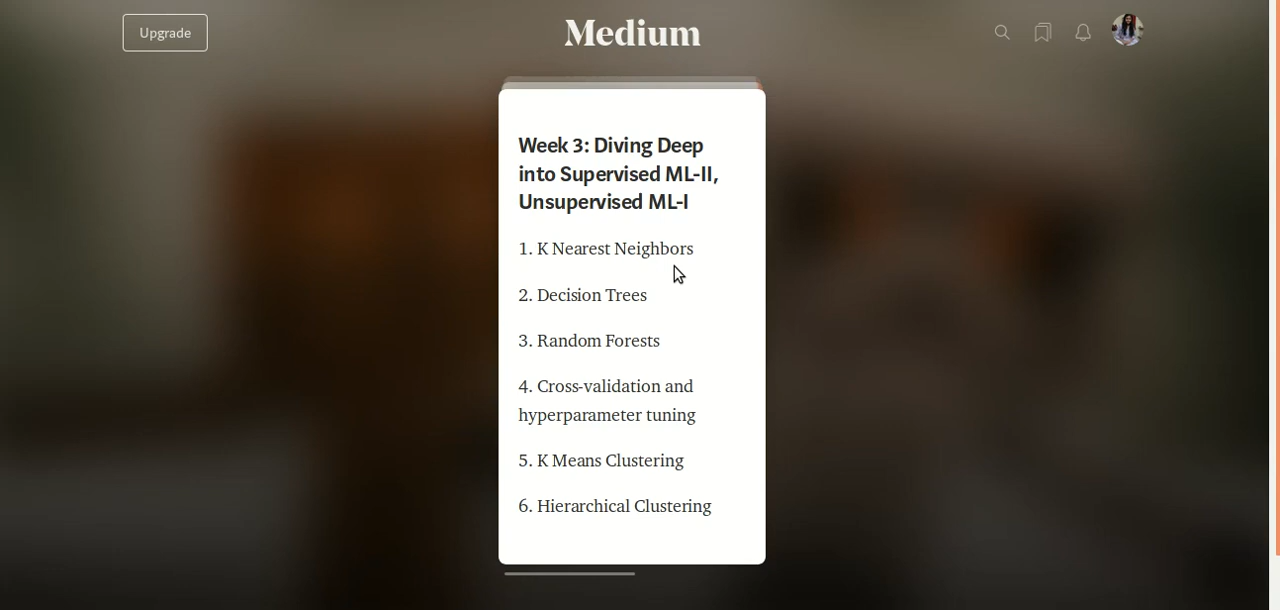 Upgrade
Medium
Week 3: Diving Deep
into Supervised ML-II,
Unsupervised ML-I
1. K Nearest Neighbors
2. Decision Trees
3. Random Forests
4. Cross-validation and
hyperparameter tuning
5. K Means Clustering
6. Hierarchical Clustering